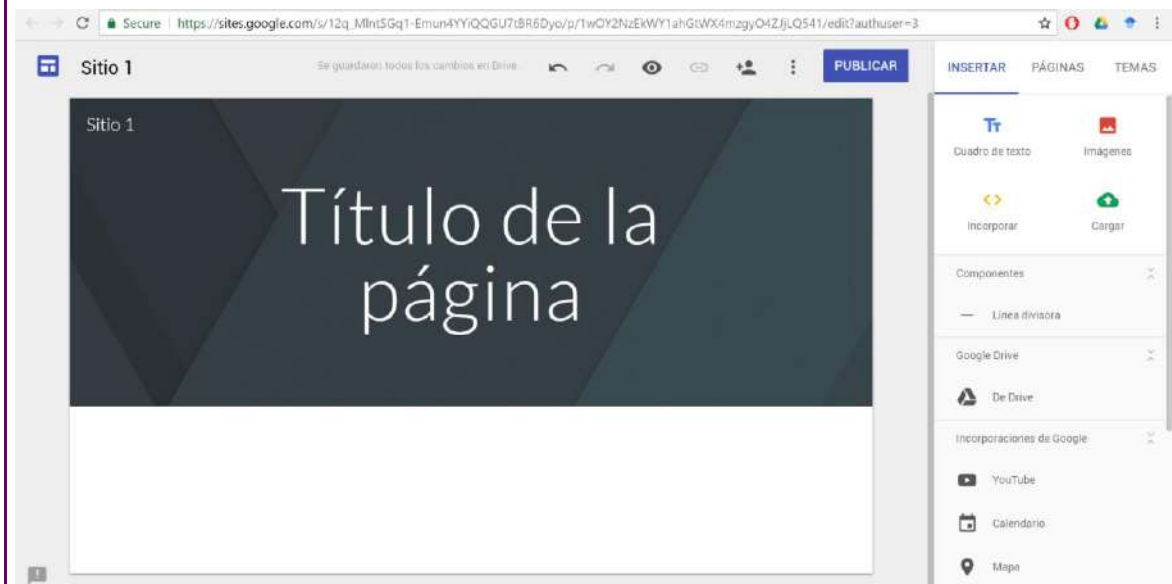 Secure https://sites.google.com/s/12q_MlntSGq1-Emun4YYiQQGU7tBR6Dyo/p/1wOY2NzEkWY1ahGtWX4mzgyO4ZJjLQ541/edit?authuser=3
Sitio 1
Se guardaron todos los cambios en Drive
PUBLICAR
INSERTAR PÁGINAS TEMAS
Sitio 1
Título de la
página
Cuadro de texto Imágenes
Incorporar Cargar
Componentes
Línea divisora
Google Drive
De Drive
Incorporaciones de Google
YouTube
Calendario
Mapa